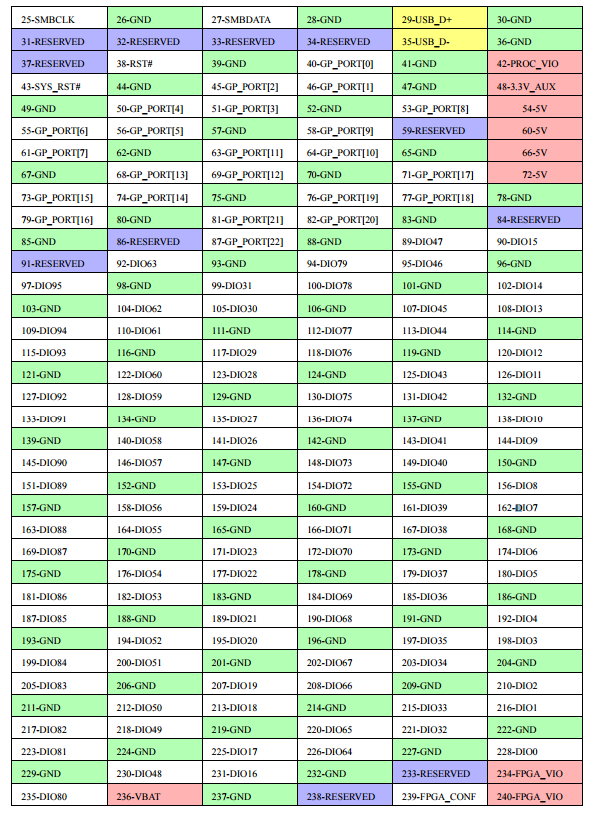 25-SMBCLK 26-GND 27-SMBDATA 28-GND 29-USB_D+ 30-GND
31-RESERVED 32-RESERVED 33-RESERVED 34-RESERVED 35-USB_D- 36-GND
37-RESERVED 38-RST# 39-GND 40-GP_PORT[0] 41-GND 42-PROC_VIO
43-SYS_RST# 44-GND 45-GP_PORT[2] 46-GP_PORT[1] 47-GND 48-3.3V_AUX
49-GND 50-GP_PORT[4] 51-GP_PORT[3] 52-GND 53-GP_PORT[8] 54-5V
55-GP_PORT[6] 56-GP_PORT[5] 57-GND 58-GP_PORT[9] 59-RESERVED 60-5V
61-GP_PORT[7] 62-GND 63-GP_PORT[11] 64-GP_PORT[10] 65-GND 66-5V
67-GND 68-GP_PORT[13] 69-GP_PORT[12] 70-GND 71-GP_PORT[17] 72-5V
73-GP_PORT[15] 74-GP_PORT[14] 75-GND 76-GP_PORT[19] 77-GP_PORT[18] 78-GND
79-GP_PORT[16] 80-GND 81-GP_PORT[21] 82-GP_PORT[20] 83-GND 84-RESERVED
85-GND 86-RESERVED 87-GP_PORT[22] 88-GND 89-DIO47 90-DIO15
91-RESERVED 92-DIO63 93-GND 94-DIO79 95-DIO46 96-GND
97-DIO95 98-GND 99-DIO31 100-DIO78 101-GND 102-DIO14
103-GND 104-DIO62 105-DIO30 106-GND 107-DIO45 108-DIO13
109-DIO94 110-DIO61 111-GND 112-DIO77 113-DIO44 114-GND
115-DIO93 116-GND 117-DIO29 118-DIO76 119-GND 120-DIO12
121-GND 122-DIO60 123-DIO28 124-GND 125-DIO43 126-DIO11
127-DIO92 128-DIO59 129-GND 130-DIO75 131-DIO42 132-GND
133-DIO91 134-GND 135-DIO27 136-DIO74 137-GND 138-DIO10
139-GND 140-DIO58 141-DIO26 142-GND 143-DIO41 144-DIO9
145-DIO90 146-DIO57 147-GND 148-DIO73 149-DIO40 150-GND
151-DIO89 152-GND 153-DIO25 154-DIO72 155-GND 156-DIO8
157-GND 158-DIO56 159-DIO24 160-GND 161-DIO39 162-DIO7
163-DIO88 164-DIO55 165-GND 166-DIO71 167-DIO38 168-GND
169-DIO87 170-GND 171-DIO23 172-DIO70 173-GND 174-DIO6
175-GND 176-DIO54 177-DIO22 178-GND 179-DIO37 180-DIO5
181-DIO86 182-DIO53 183-GND 184-DIO69 185-DIO36 186-GND
187-DIO85 188-GND 189-DIO21 190-DIO68 191-GND 192-DIO4
193-GND 194-DIO52 195-DIO20 196-GND 197-DIO35 198-DIO3
199-DIO84 200-DIO51 201-GND 202-DIO67 203-DIO34 204-GND
205-DIO83 206-GND 207-DIO19 208-DIO66 209-GND 210-DIO2
211-GND 212-DIO50 213-DIO18 214-GND 215-DIO33 216-DIO1
217-DIO82 218-DIO49 219-GND 220-DIO65 221-DIO32 222-GND
223-DIO81 224-GND 225-DIO17 226-DIO64 227-GND 228-DIO0
229-GND 230-DIO48 231-DIO16 232-GND 233-RESERVED 234-FPGA_VIO
235-DIO80 236-VBAT 237-GND 238-RESERVED 239-FPGA_CONF 240-FPGA_VIO